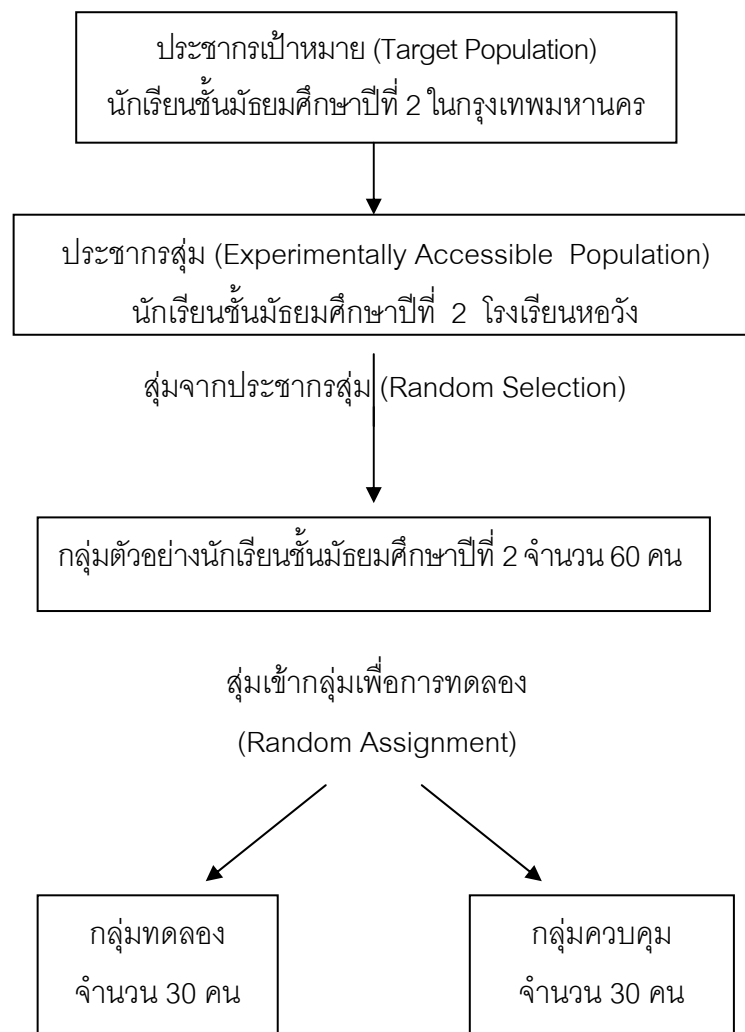 ประชากรเป้าหมาย (Target Population)
นักเรียนชั้นมัธยมศึกษาปีที่ 2 ในกรุงเทพมหานคร
ประชากรสุ่ม (Experimentally Accessible Population)
นักเรียนชั้นมัธยมศึกษาปีที่ 2 โรงเรียนหอวัง
สุ่มจากประชากรสุ่ม (Random Selection)
กลุ่มตัวอย่างนักเรียนชั้นมัธยมศึกษาปีที่ 2 จำนวน 60 คน
สุ่มเข้ากลุ่มเพื่อการทดลอง
(Random Assignment)
กลุ่มทดลอง
จำนวน 30 คน
กลุ่มควบคุม
จำนวน 30 คน